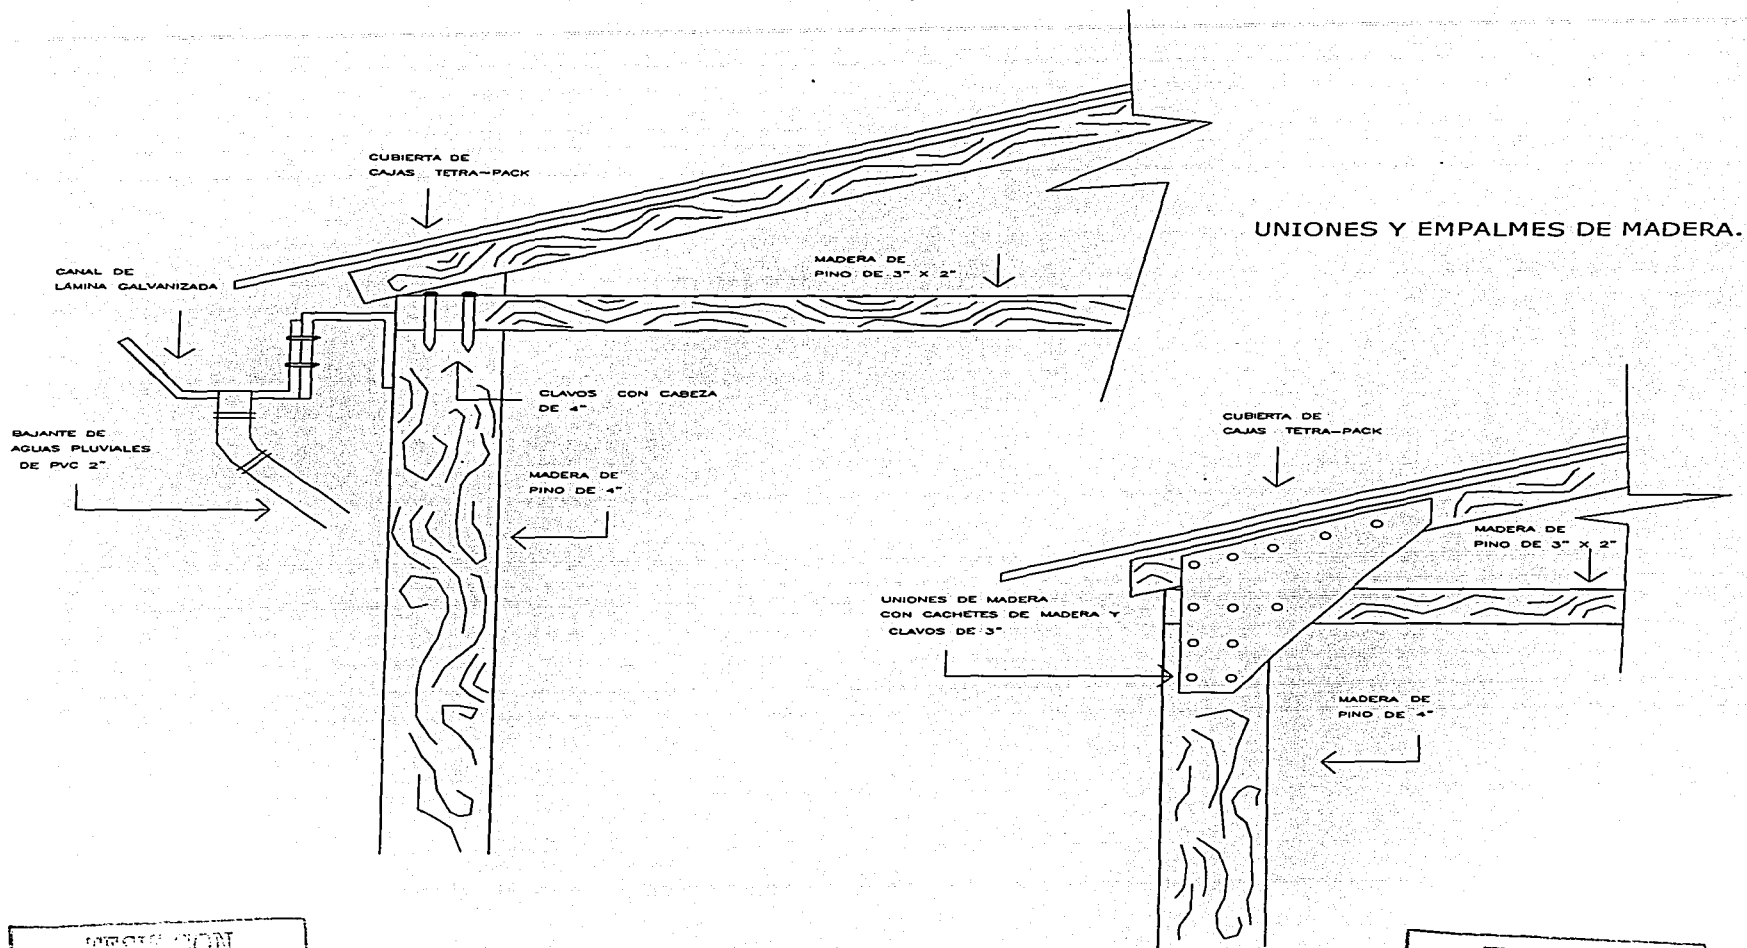 CUBIERTA DE
CAJAS TETRA-PACK
UNIONES Y EMPALMES DE MADERA.
MADERA DE
PINO DE 3" X 2"
CANAL DE
LAMINA GALVANIZADA
CLAVOS CON CABEZA
DE 4"
BAJANTE DE
AGUAS PLUVIALES
DE PVC 2"
MADERA DE
PINO DE 4"
CUBIERTA DE
CAJAS TETRA-PACK
MADERA DE
PINO DE 3" X 2"
UNIONES DE MADERA
CON CACHETES DE MADERA Y
CLAVOS DE 3"
MADERA DE
PINO DE 4"